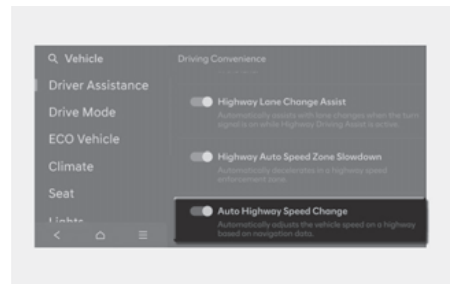 Vehicle
Driver Assistance
Drive Mode
ECO Vehicle
Climate
Seat
Lights
Driving Convenience
Highway Lane Change Assist
Automatically assists with lane changes when the turn
signal is on while Highway Driving Assist is active.
Highway Auto Speed Zone Slowdown
Automatically decelerates in a highway speed
enforcement zone
Auto Highway Speed Change
Automatically adjusts the vehicle speed on a highway
based on navigation data.